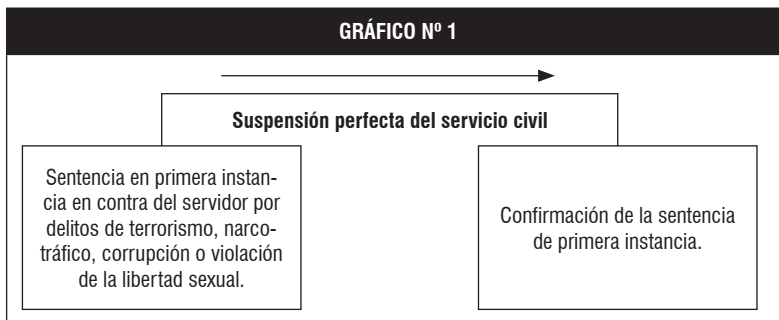 GRÁFICO Nº 1
Suspensión perfecta del servicio civil
Sentencia en primera instan-
cia en contra del servidor por
delitos de terrorismo, narco-
tráfico, corrupción o violación
de la libertad sexual.
Confirmación de la sentencia
de primera instancia.